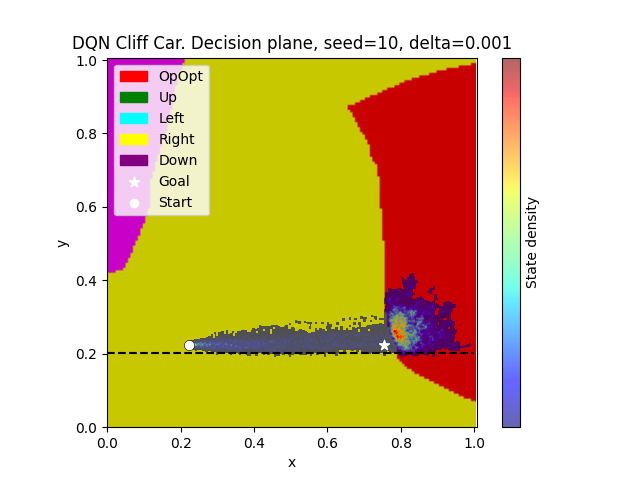 DQN Cliff Car. Decision plane, seed=10, delta=0.001
1.0
0.8
0.6
0.4
0.2
0.0
y
OpOpt
Up
Left
Right
Down
Goal
Start
0.0 0.2 0.4 0.6 0.8 1.0
x
State density